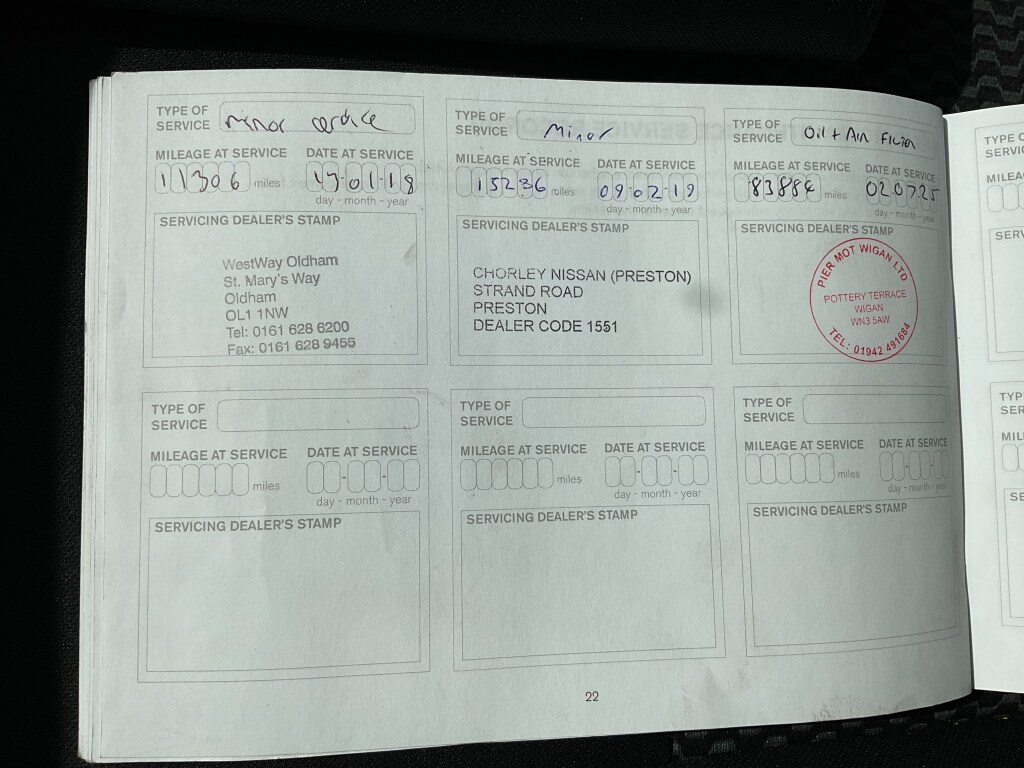 TYPE OF SERVICE minor service
MILEAGE AT SERVICE DATE AT SERVICE
11306 miles 17-01-18
day - month - year
SERVICING DEALER'S STAMP
WestWay Oldham
St. Mary's Way
Oldham
OL1 1NW
Tel: 0161 628 6200
Fax: 0161 628 9455
TYPE OF SERVICE Minor
MILEAGE AT SERVICE DATE AT SERVICE
15236 miles 09-02-19
day - month - year
SERVICING DEALER'S STAMP
CHORLEY NISSAN (PRESTON)
STRAND ROAD
PRESTON
DEALER CODE 1551
TYPE OF SERVICE Oil + Air
MILEAGE AT SERVICE DATE AT SERVICE
83884 miles 020725
day - month - year
SERVICING DEALER'S STAMP
PIER MOT WIGAN LTD
POTTERY TERRACE
WIGAN
WN3 5AW
TEL: 01942 491684
TYPE OF SERVICE
MILEAGE AT SERVICE DATE AT SERVICE
miles
day - month - year
SERVICING DEALER'S STAMP
TYPE OF SERVICE
MILEAGE AT SERVICE DATE AT SERVICE
miles
day - month - year
SERVICING DEALER'S STAMP
TYPE OF SERVICE
MILEAGE AT SERVICE DATE AT SERVICE
miles
day - month - year
SERVICING DEALER'S STAMP
22